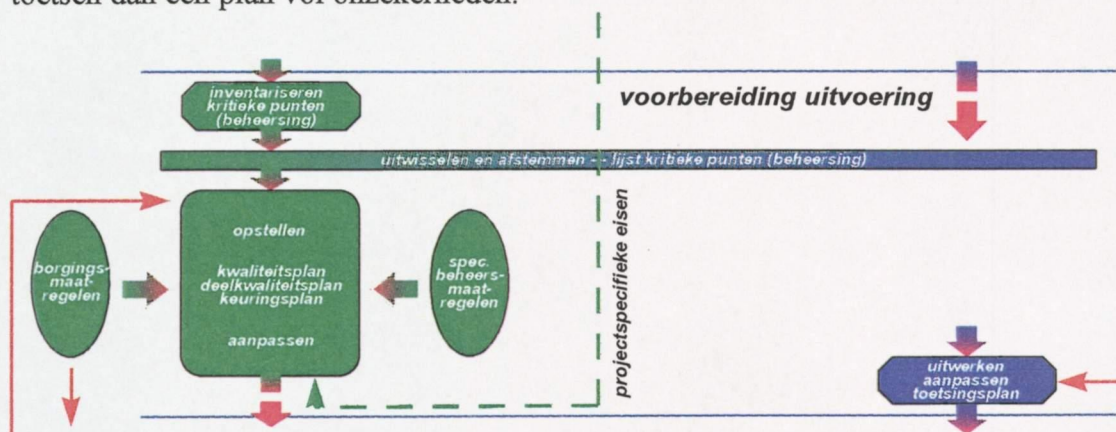 toetsen dan een plan vol onzekerheden.
inventariseren
kritieke punten
(beheersing)
voorbereiding uitvoering
uitwisselen en afstemmen --- lijst kritieke punten (beheersing)
opstellen
kwaliteitsplan
deelkwaliteitsplan
keuringsplan
aanpassen
borgings-
maat-
regelen
spec.
beheers-
maat-
regelen
projectspecifieke eisen
uitwerken
aanpassen
toetsingsplan